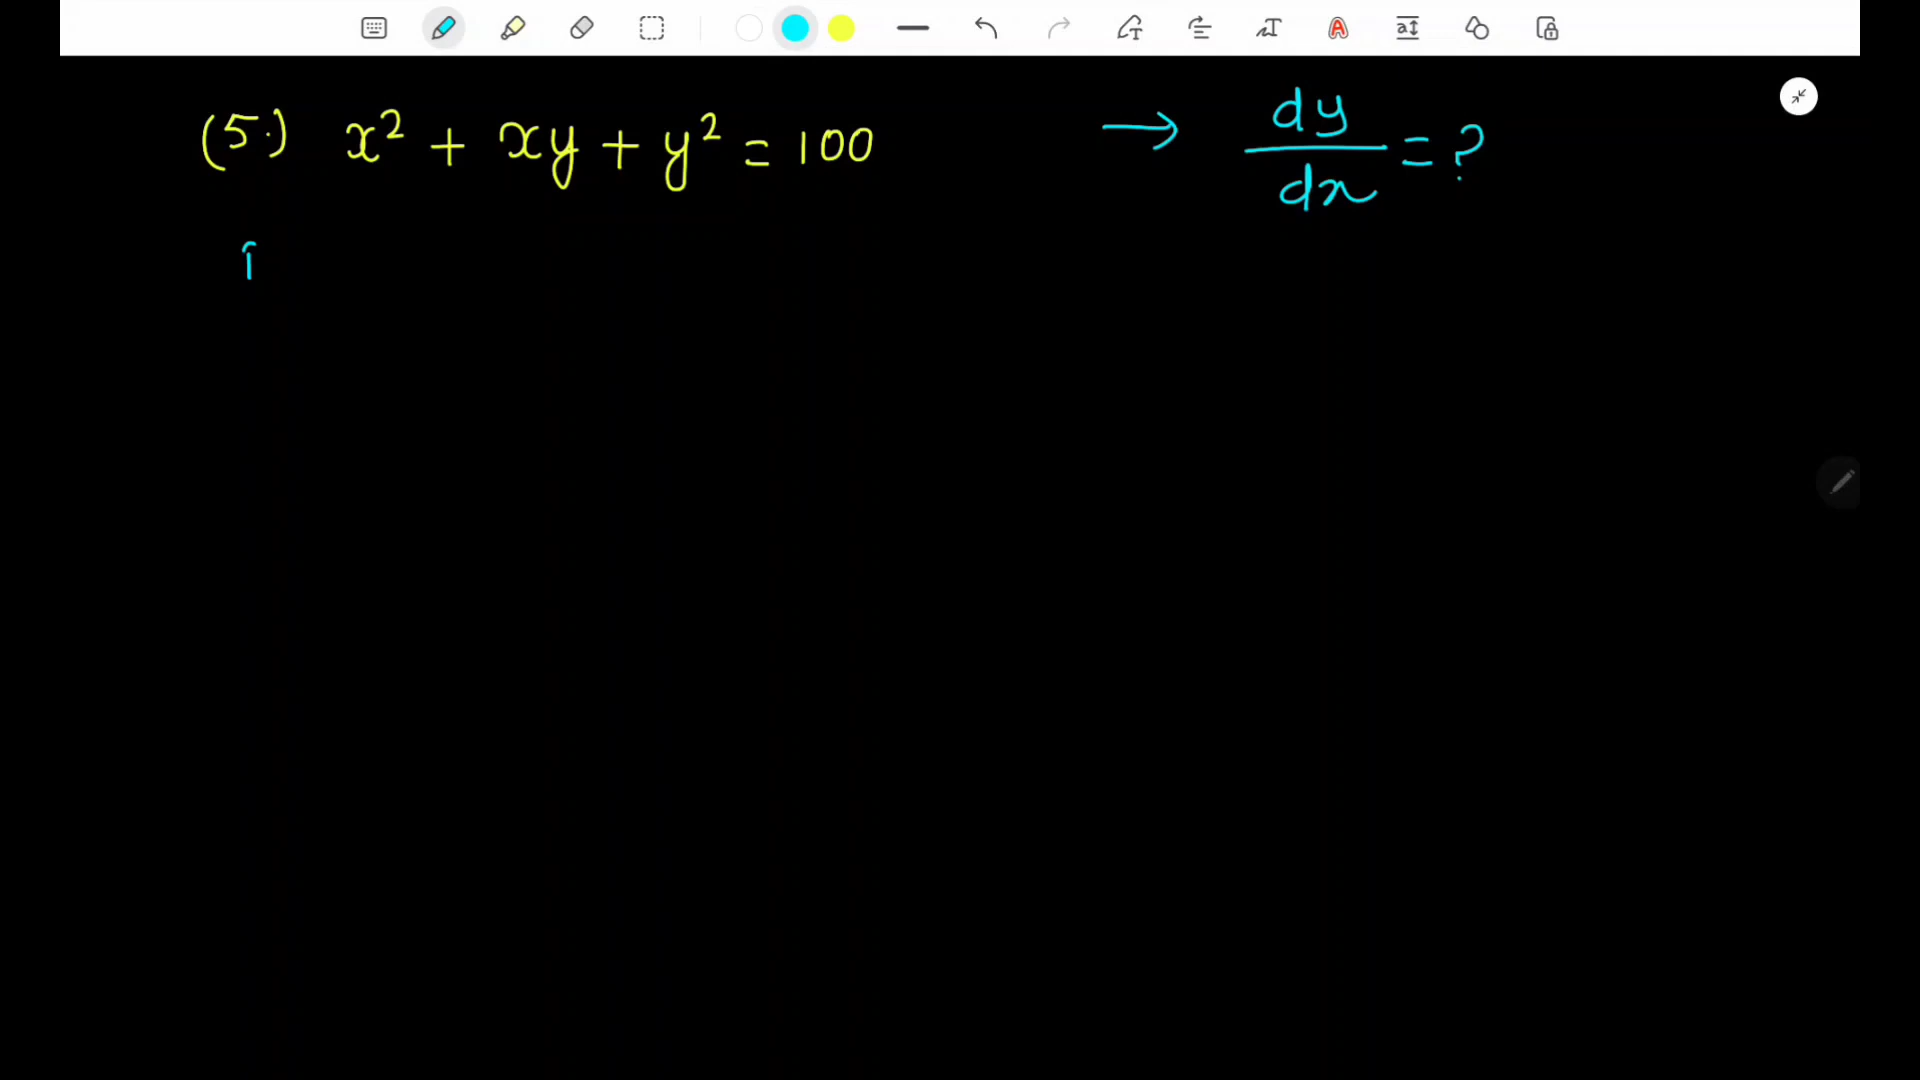 (5.) x² + xy + y² = 100 → dy/dx = ?